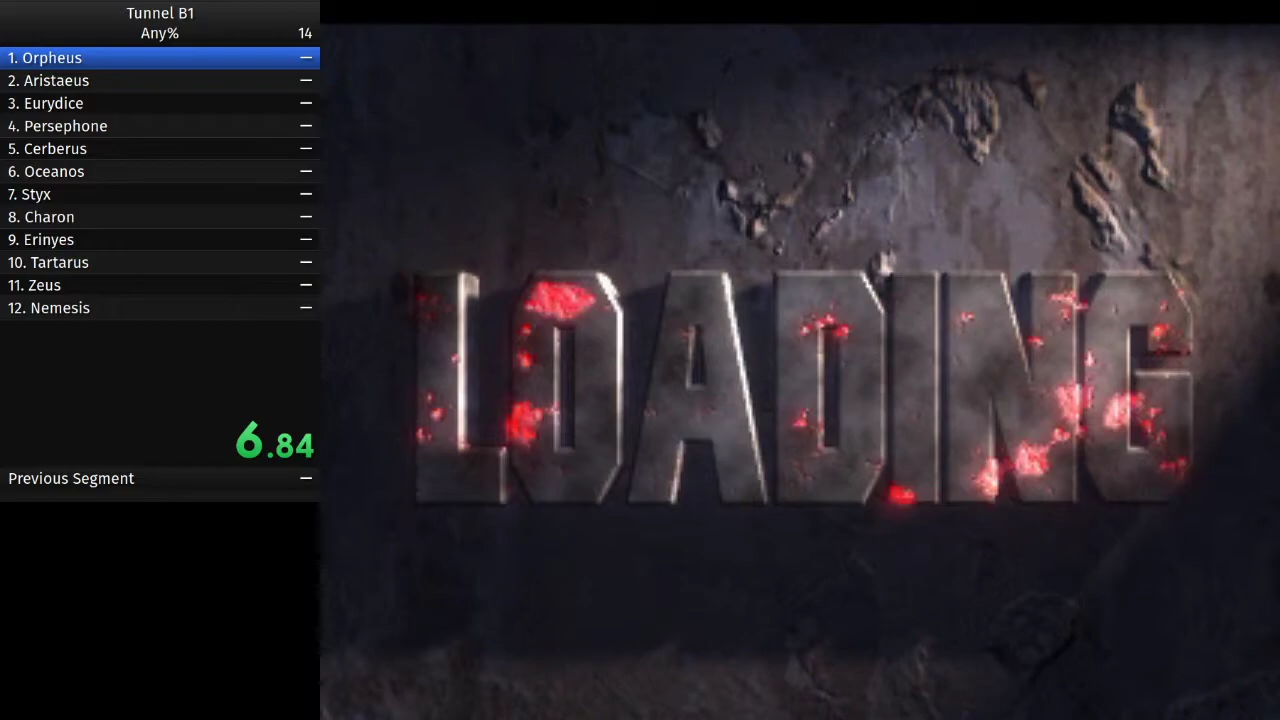 Tunnel B1
Any% 14
1. Orpheus —
2. Aristaeus —
3. Eurydice —
4. Persephone —
5. Cerberus —
6. Oceanos —
7. Styx —
8. Charon —
9. Erinyes —
10. Tartarus —
11. Zeus —
12. Nemesis —
6.84
Previous Segment —
LOADING